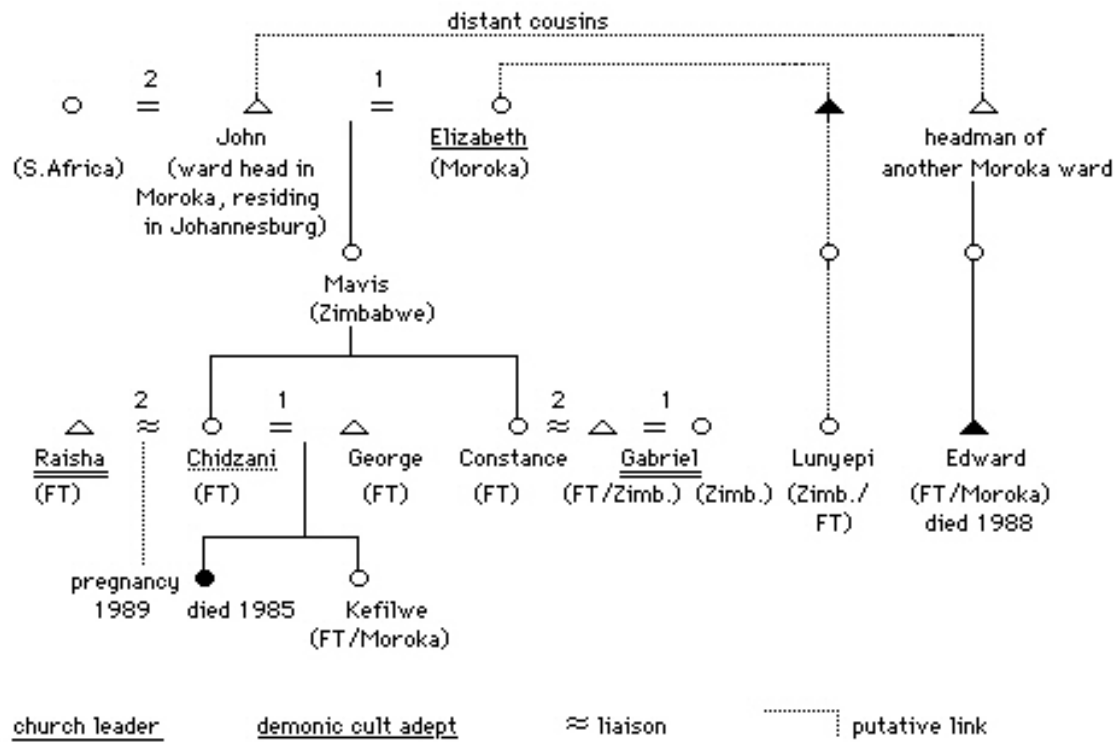 distant cousins
2 1
= =
John Elizabeth headman of
(S.Africa) (ward head in (Moroka) another Moroka ward
Moroka, residing
in Johannesburg)
Mavis
(Zimbabwe)
2 1 2 1
≈ = ≈ =
Raisha Chidzani George Constance Gabriel Lunyepi Edward
(FT) (FT) (FT) (FT) (FT/Zimb.) (Zimb.) (Zimb./ (FT/Moroka)
FT) died 1988
pregnancy died 1985 Kefilwe
1989 (FT/Moroka)
church leader demonic cult adept ≈ liaison putative link